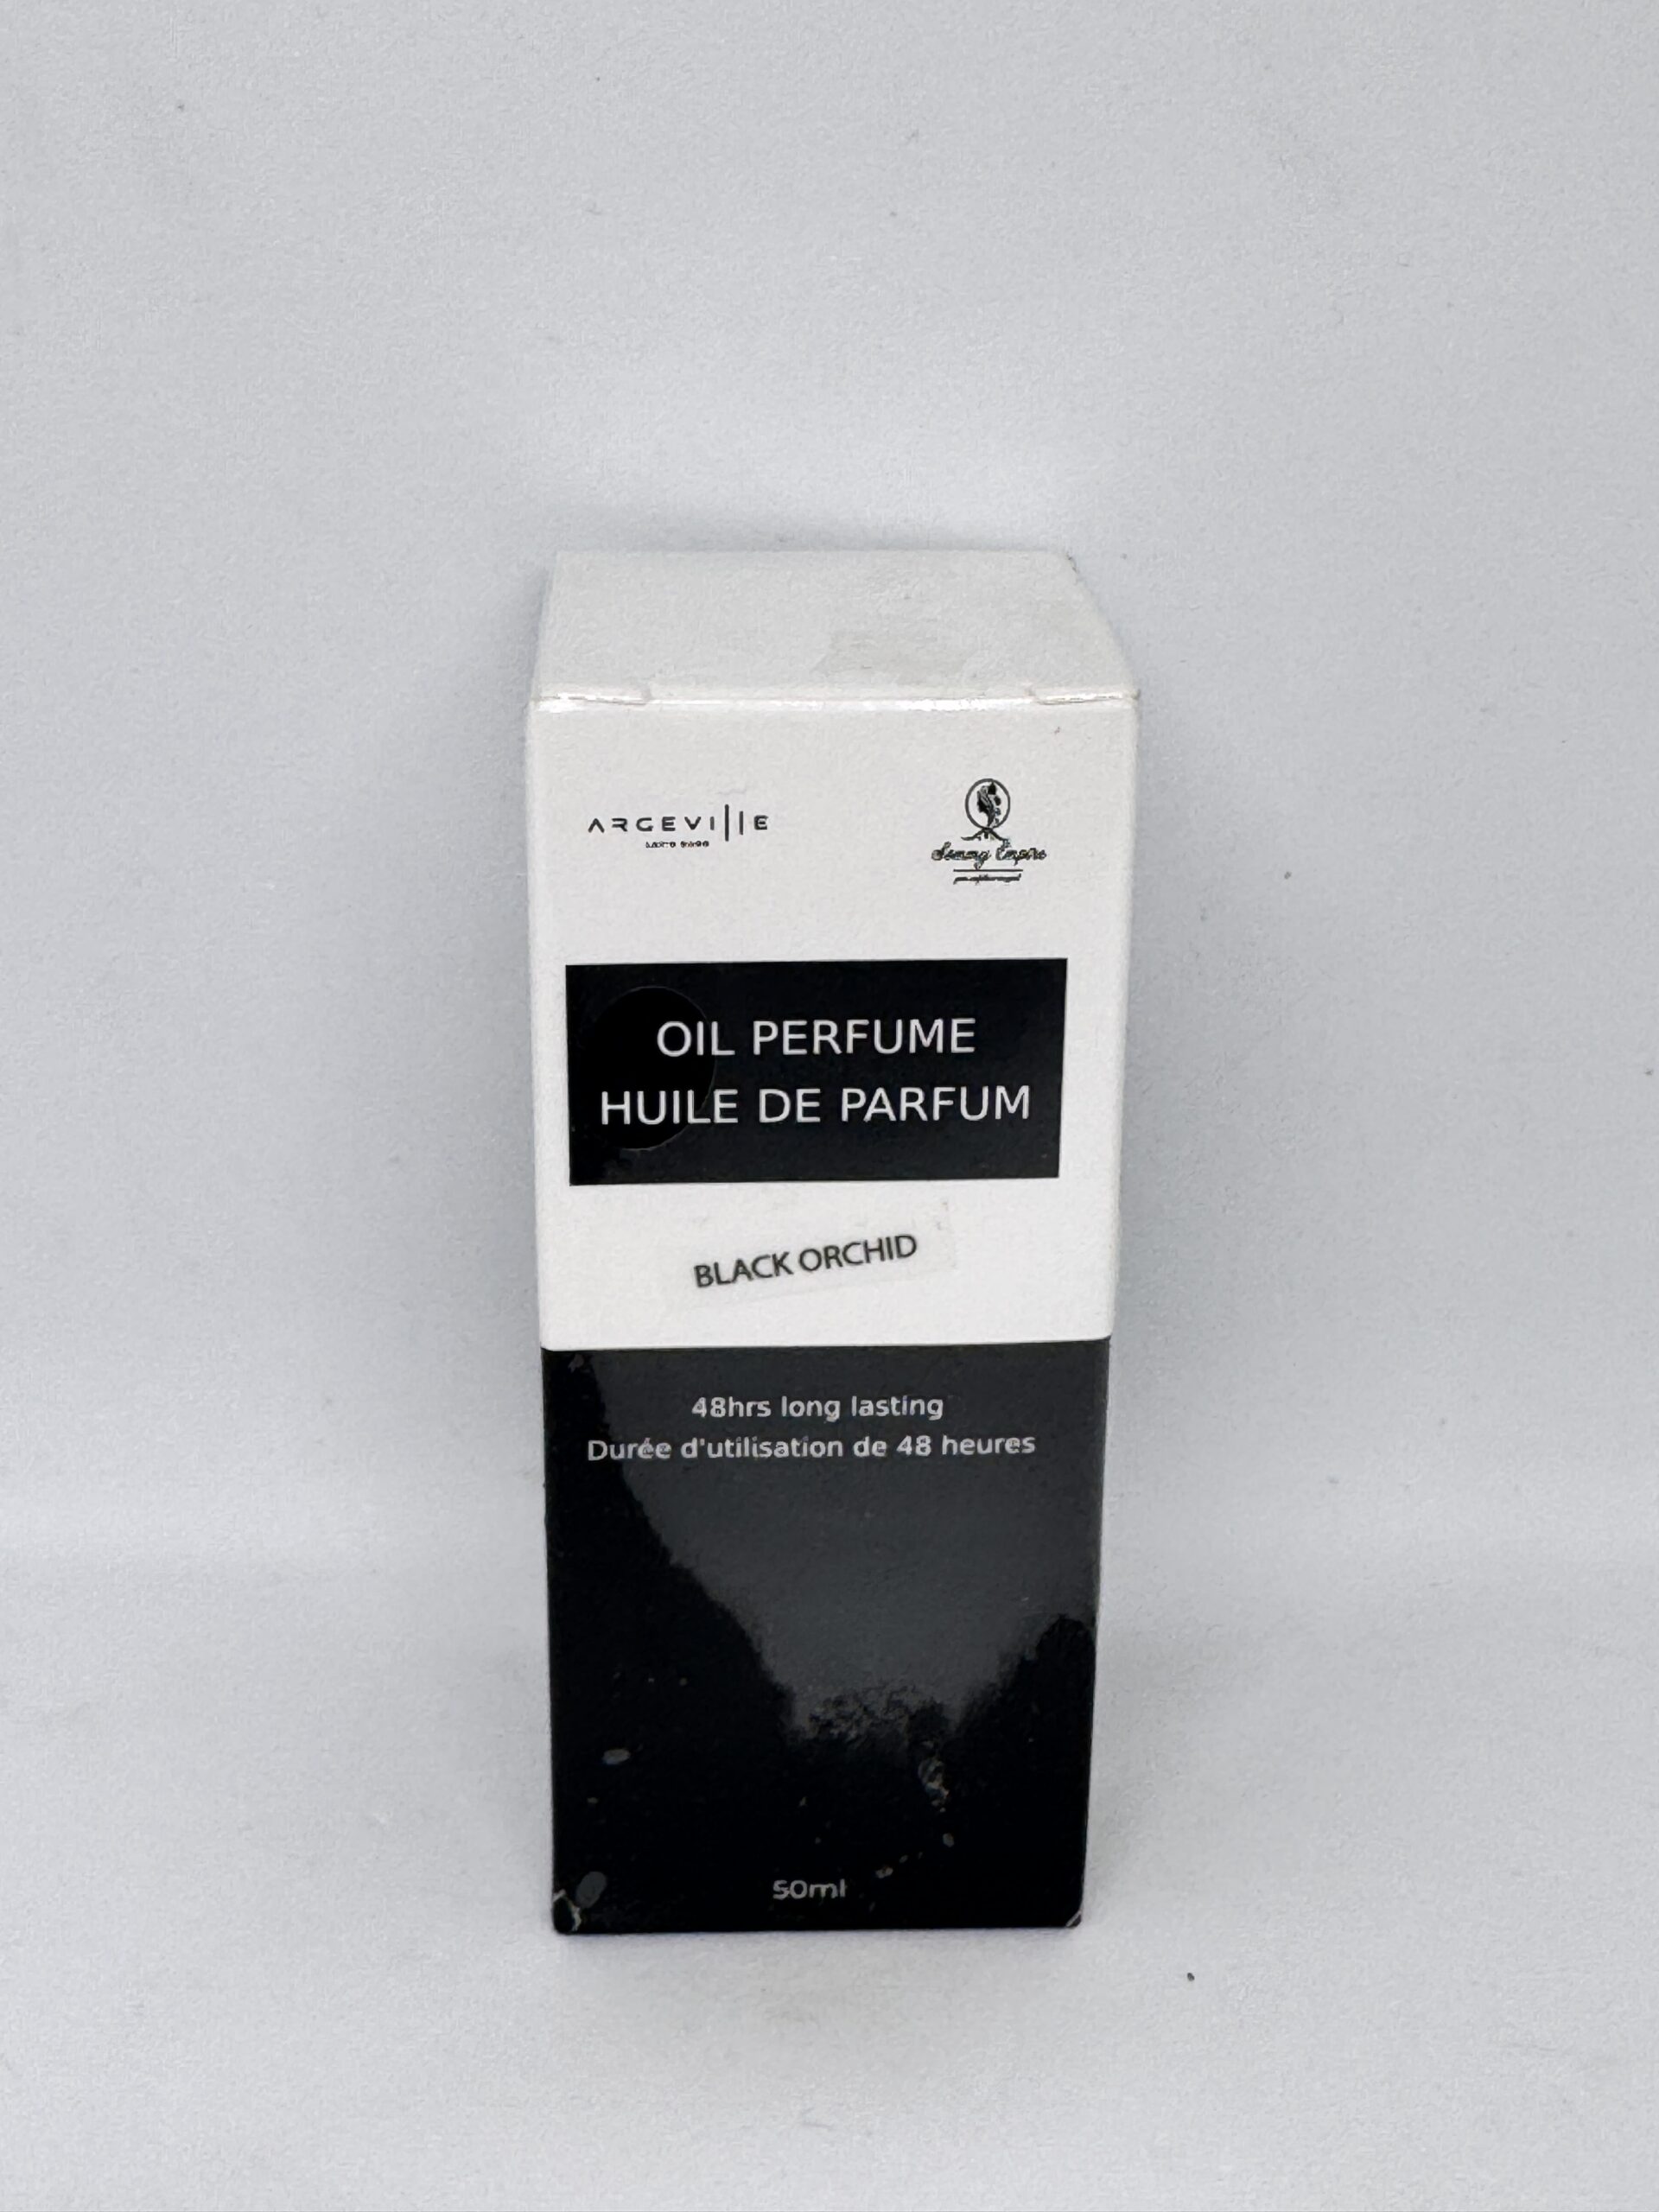 ARGEVILLE
OIL PERFUME
HUILE DE PARFUM
BLACK ORCHID
48hrs long lasting
Durée d'utilisation de 48 heures
50ml